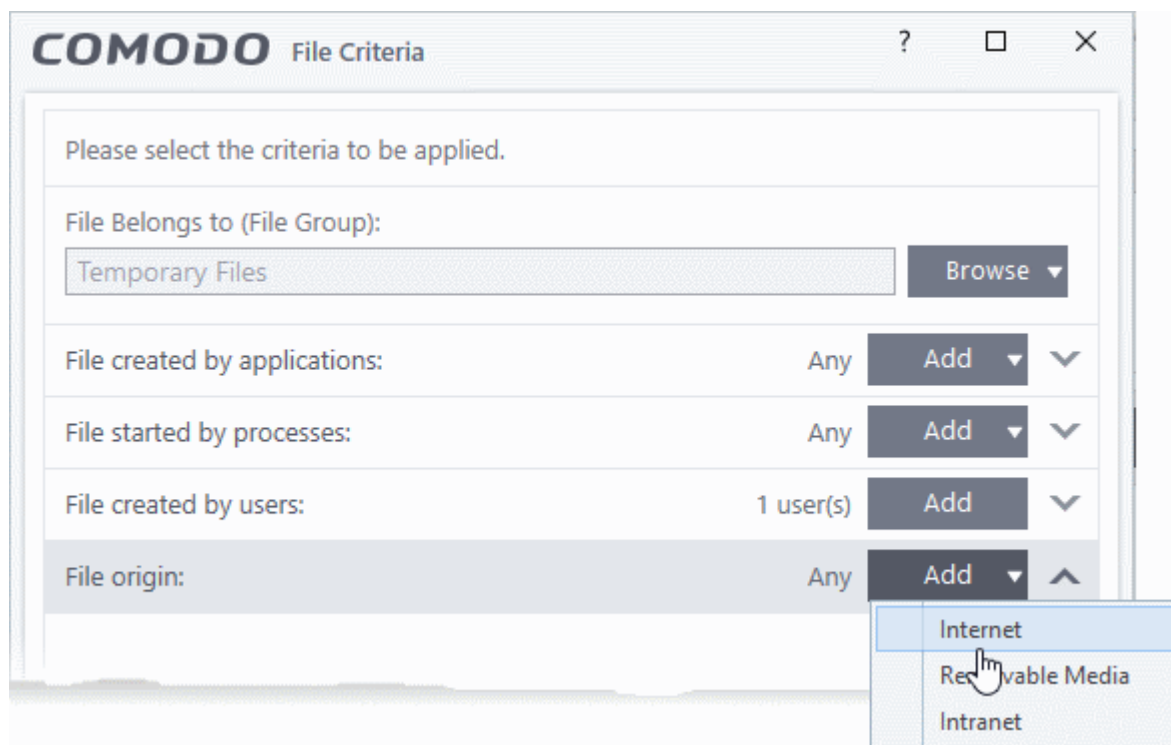 COMODO File Criteria ?
Please select the criteria to be applied.
File Belongs to (File Group):
Temporary Files Browse
File created by applications: Any Add
File started by processes: Any Add
File created by users: 1 user(s) Add
File origin: Any Add
Internet
Media
Intranet